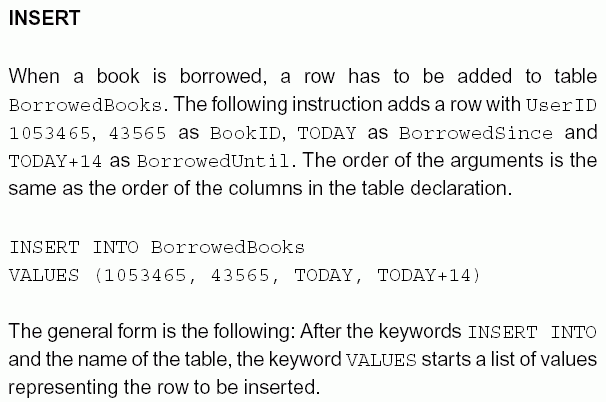 INSERT
When a book is borrowed, a row has to be added to table
BorrowedBooks. The following instruction adds a row with UserID
1053465, 43565 as BookID, TODAY as BorrowedSince and
TODAY+14 as BorrowedUntil. The order of the arguments is the
same as the order of the columns in the table declaration.
INSERT INTO BorrowedBooks
VALUES (1053465, 43565, TODAY, TODAY+14)
The general form is the following: After the keywords INSERT INTO
and the name of the table, the keyword VALUES starts a list of values
representing the row to be inserted.